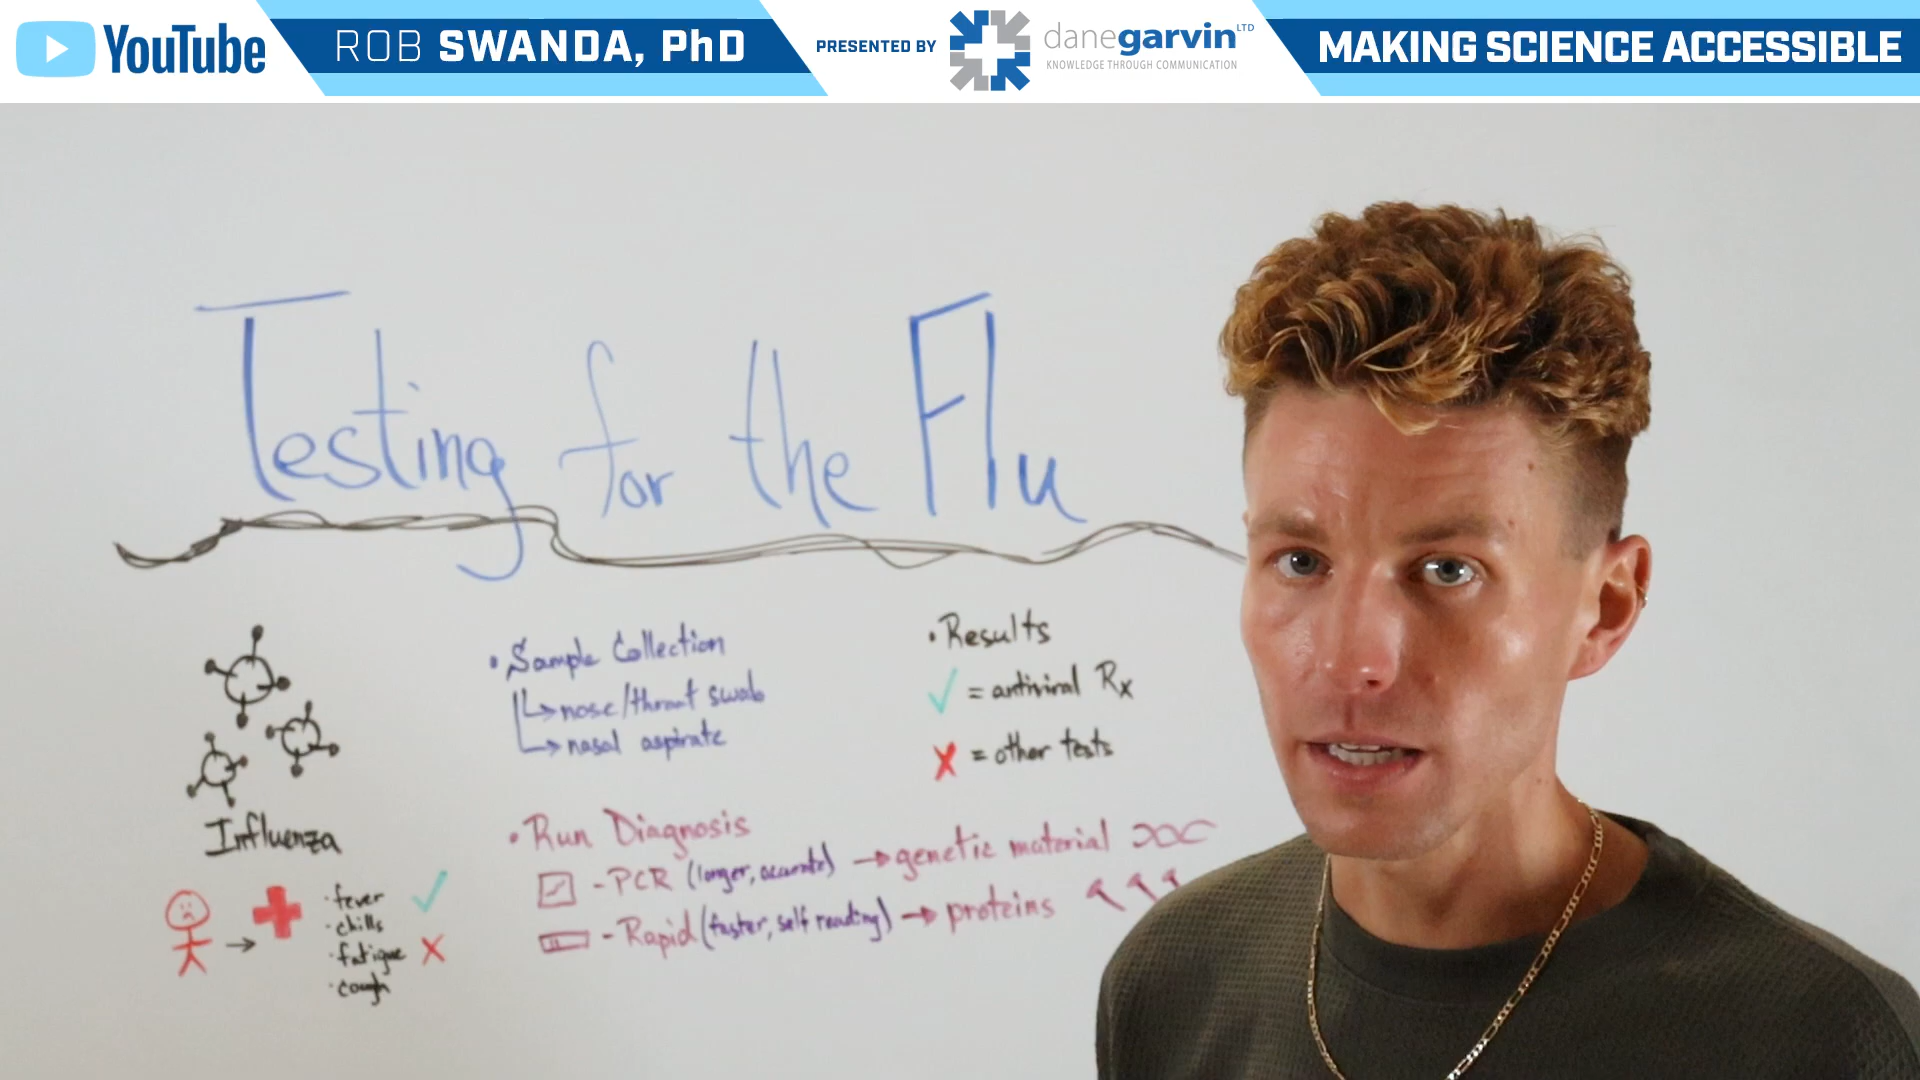 YouTube
ROB SWANDA, PhD
PRESENTED BY
danegarvin LTD
KNOWLEDGE THROUGH COMMUNICATION
MAKING SCIENCE ACCESSIBLE
Testing for the Flu
Influenza
· fever
· chills
· fatigue
· cough
• Sample Collection
nose/throat swab
nasal aspirate
• Run Diagnosis
- PCR (longer, accurate) → genetic material
- Rapid (faster, self reading) → proteins
• Results
✓ = antiviral Rx
X = other tests